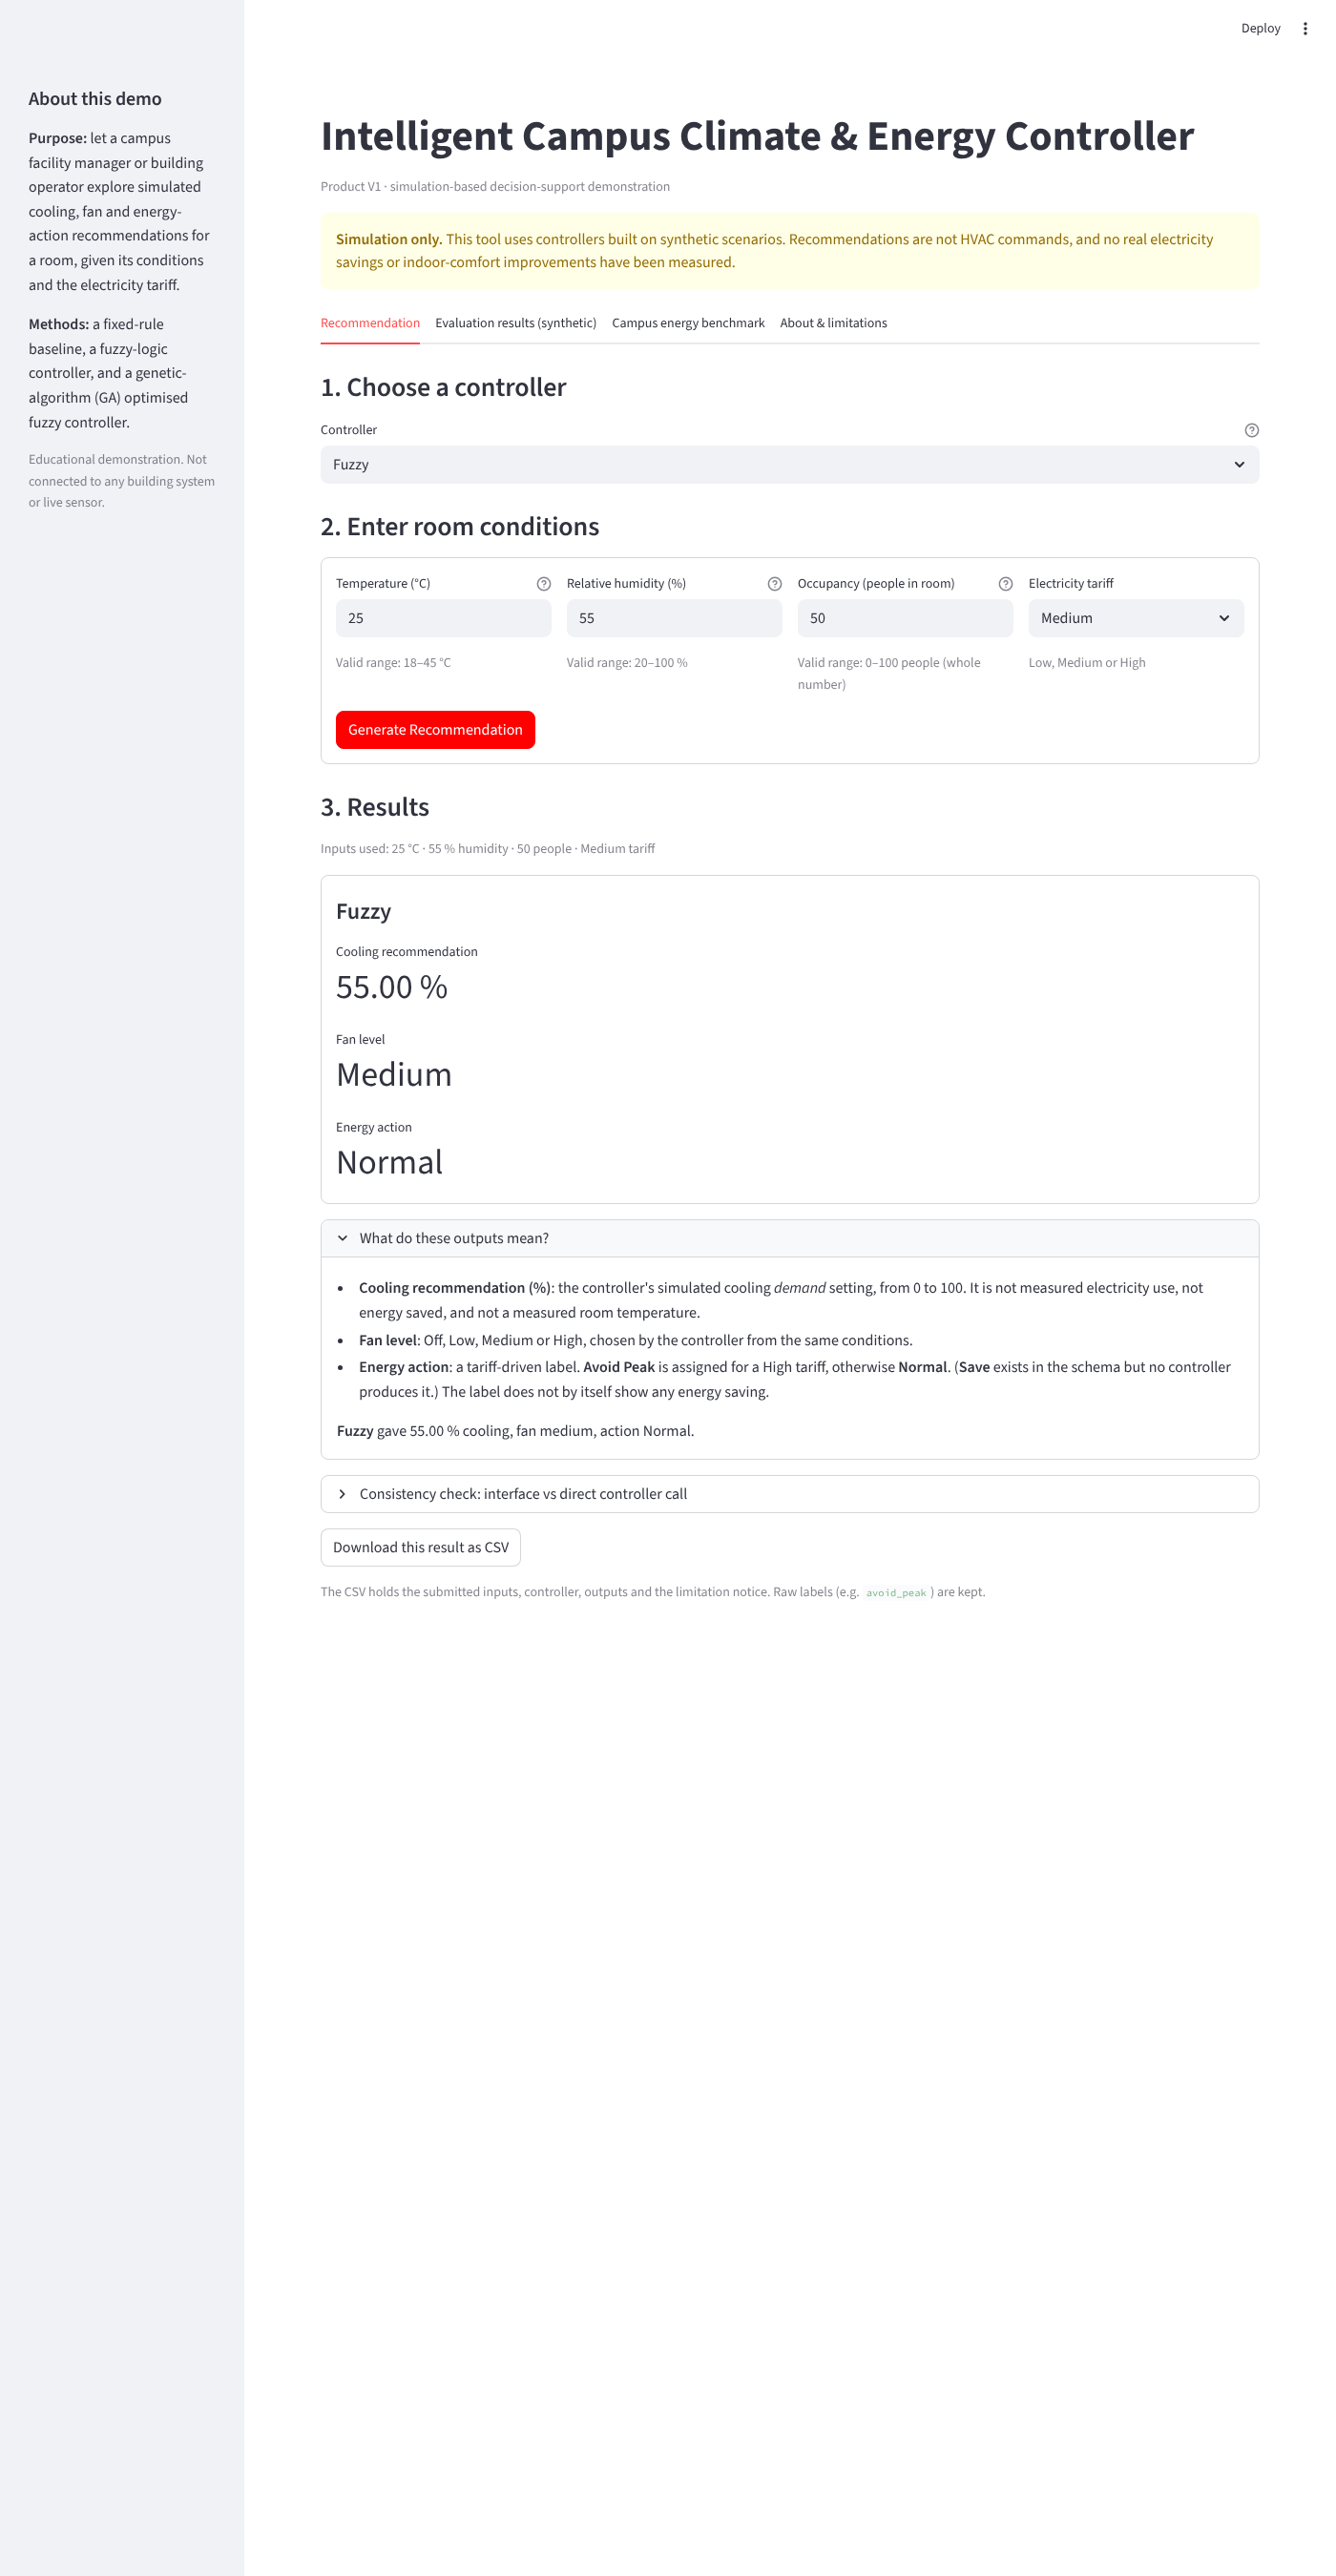 Deploy
About this demo
Purpose: let a campus
facility manager or building
operator explore simulated
cooling, fan and energy-
action recommendations for
a room, given its conditions
and the electricity tariff.
Methods: a fixed-rule
baseline, a fuzzy-logic
controller, and a genetic-
algorithm (GA) optimised
fuzzy controller.
Educational demonstration. Not
connected to any building system
or live sensor.
Intelligent Campus Climate & Energy Controller
Product V1 · simulation-based decision-support demonstration
Simulation only. This tool uses controllers built on synthetic scenarios. Recommendations are not HVAC commands, and no real electricity
savings or indoor-comfort improvements have been measured.
Recommendation Evaluation results (synthetic) Campus energy benchmark About & limitations
1. Choose a controller
Controller
Fuzzy
2. Enter room conditions
Temperature (°C) Relative humidity (%) Occupancy (people in room) Electricity tariff
25 55 50 Medium
Valid range: 18–45 °C Valid range: 20–100 % Valid range: 0–100 people (whole Low, Medium or High
number)
Generate Recommendation
3. Results
Inputs used: 25 °C · 55 % humidity · 50 people · Medium tariff
Fuzzy
Cooling recommendation
55.00 %
Fan level
Medium
Energy action
Normal
What do these outputs mean?
• Cooling recommendation (%): the controller's simulated cooling demand setting, from 0 to 100. It is not measured electricity use, not
energy saved, and not a measured room temperature.
• Fan level: Off, Low, Medium or High, chosen by the controller from the same conditions.
• Energy action: a tariff-driven label. Avoid Peak is assigned for a High tariff, otherwise Normal. (Save exists in the schema but no controller
produces it.) The label does not by itself show any energy saving.
Fuzzy gave 55.00 % cooling, fan medium, action Normal.
Consistency check: interface vs direct controller call
Download this result as CSV
The CSV holds the submitted inputs, controller, outputs and the limitation notice. Raw labels (e.g. avoid_peak ) are kept.